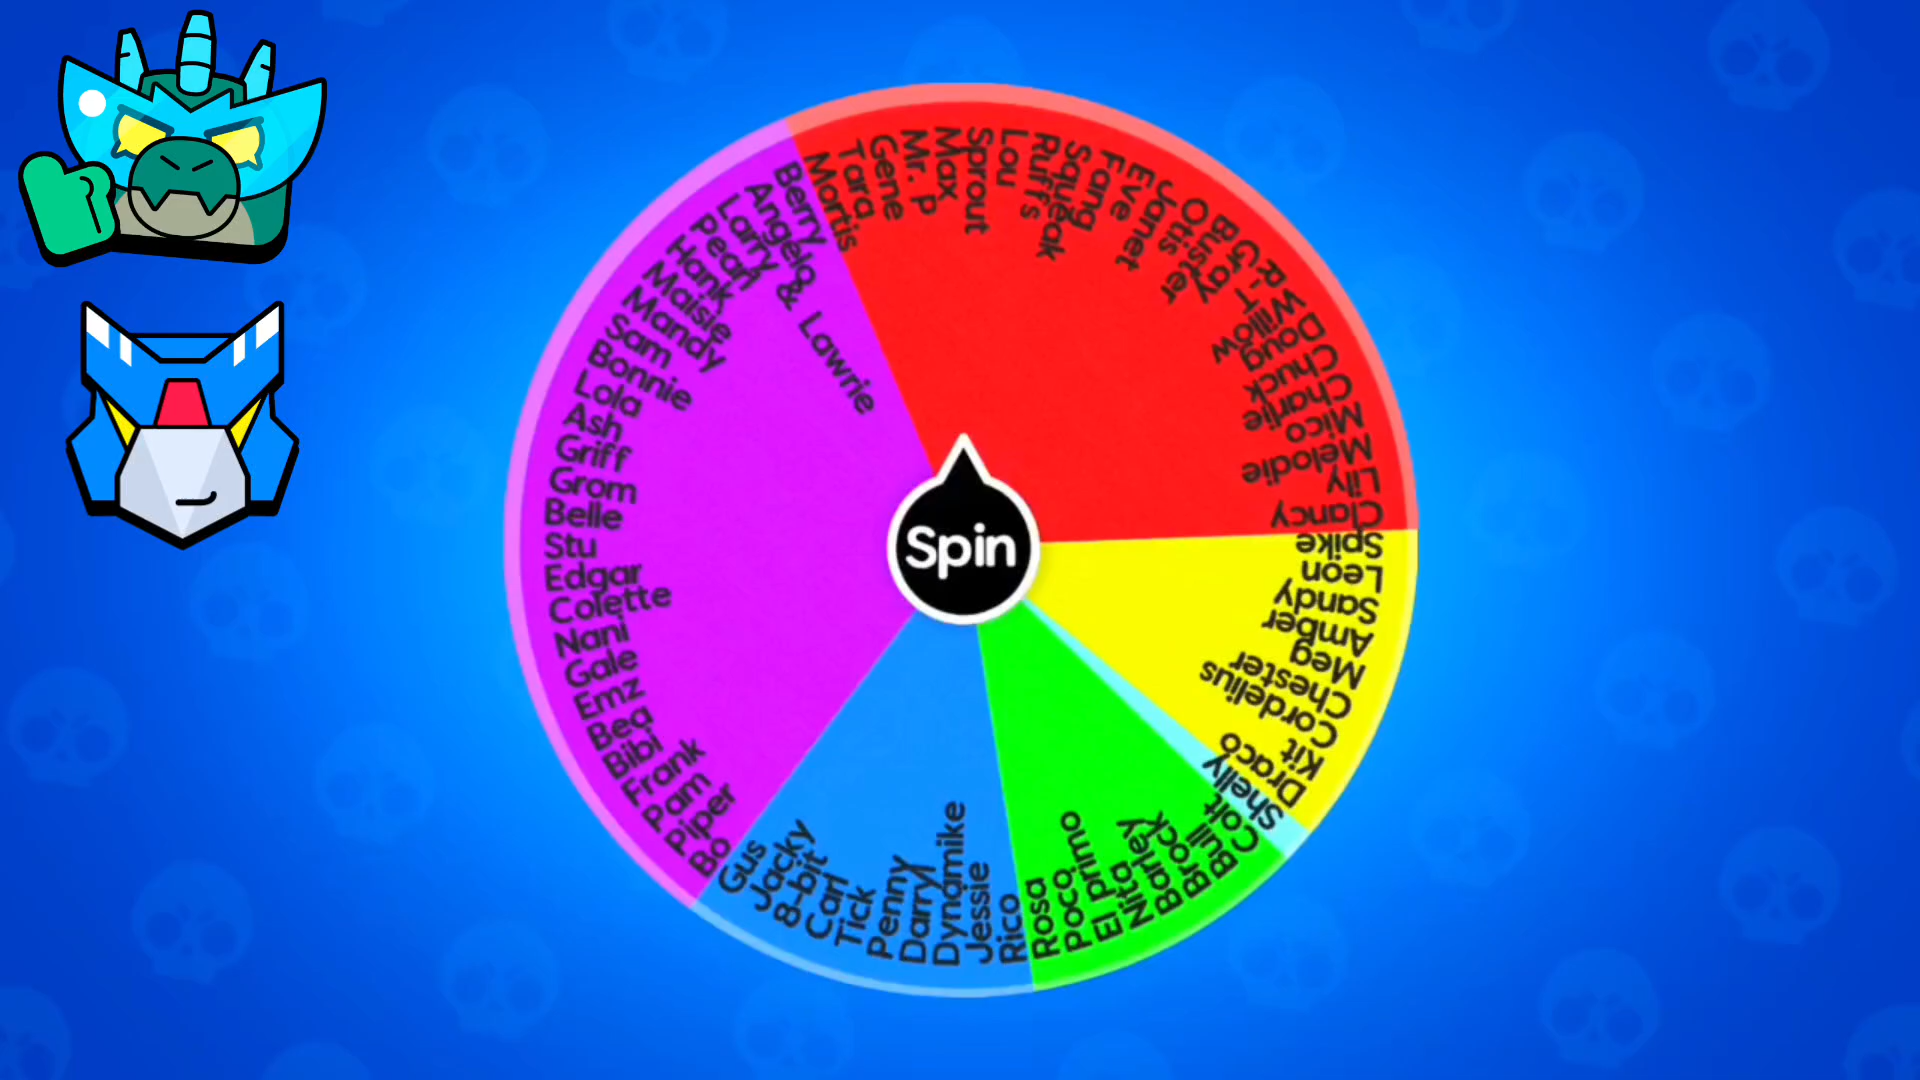 Mortis
Tara
Gene
Mr. P
Max
Sprout
Lou
Ruffs
Squeak
Fang
Eve
Janet
Otis
Buster
Gray
R-T
Willow
Doug
Chuck
Charlie
Mico
Melodie
Lily
Clancy
Spike
Leon
Sandy
Amber
Meg
Chester
Cordelius
Kit
Draco
Shelly
Colt
Bull
Brock
Barley
Nita
El primo
Poco
Rosa
Rico
Jessie
Dynamike
Darryl
Penny
Tick
Carl
8-bit
Jacky
Gus
Bo
Piper
Pam
Frank
Bibi
Bea
Emz
Gale
Nani
Colette
Edgar
Stu
Belle
Grom
Griff
Ash
Lola
Bonnie
Sam
Mandy
Maisie
Hank
Pearl
Larry & Lawrie
Angelo
Berry
Spin